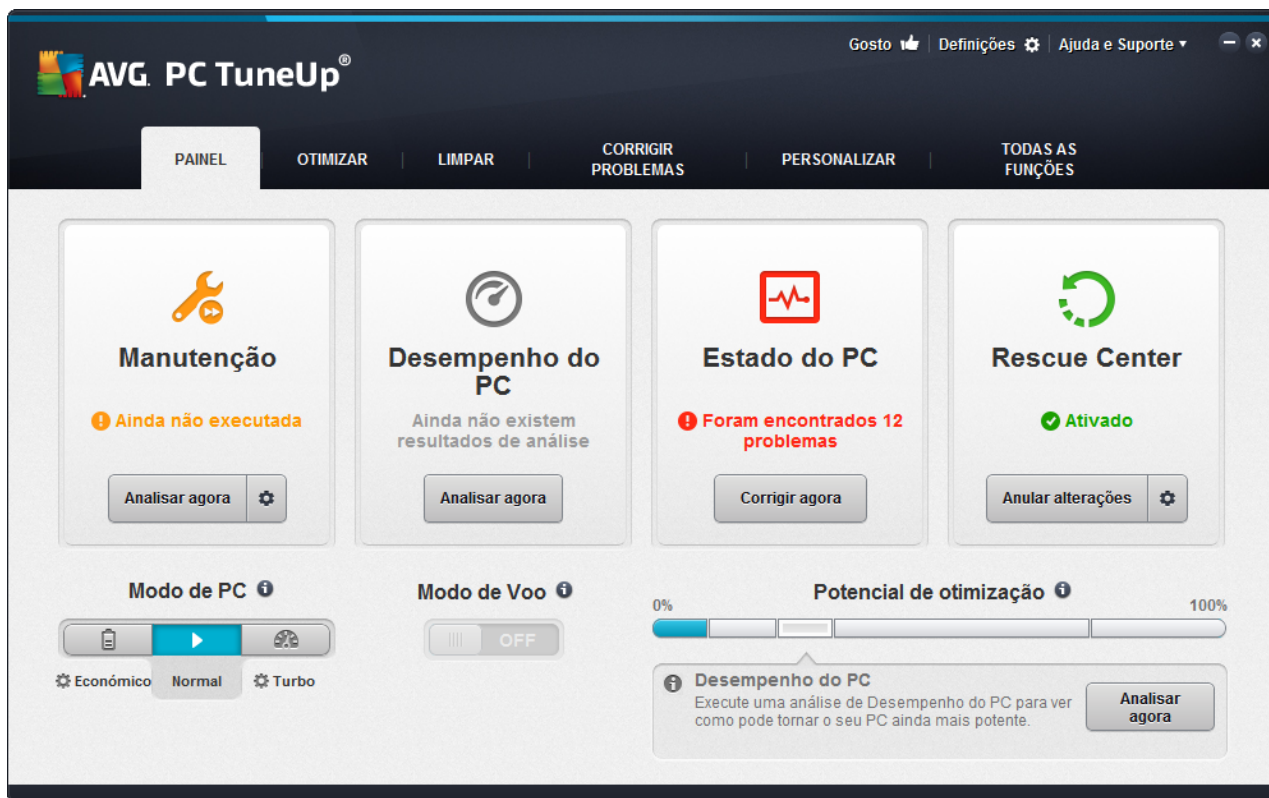 Gosto
Definições
Ajuda e Suporte
AVG. PC TuneUp®
PAINEL
OTIMIZAR
LIMPAR
CORRIGIR
PROBLEMAS
PERSONALIZAR
TODAS AS
FUNÇÕES
Manutenção
Ainda não executada
Analisar agora
Desempenho do
PC
Ainda não existem
resultados de análise
Analisar agora
Estado do PC
Foram encontrados 12
problemas
Corrigir agora
Rescue Center
Ativado
Anular alterações
Modo de PC
Económico
Normal
Turbo
Modo de Voo
OFF
Potencial de otimização
0%
100%
Desempenho do PC
Execute uma análise de Desempenho do PC para ver
como pode tornar o seu PC ainda mais potente.
Analisar
agora